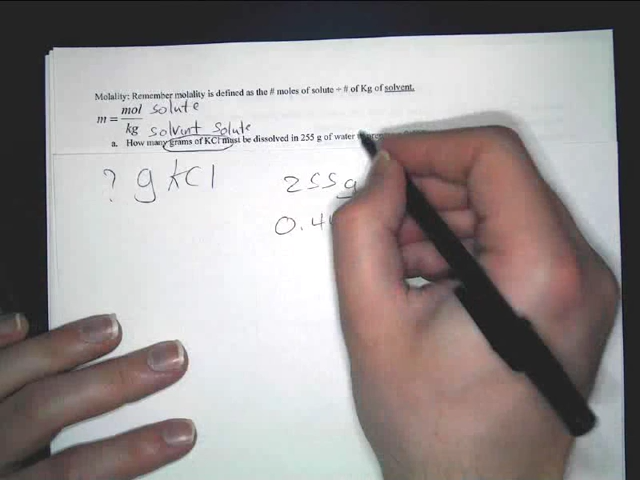 Molality: Remember molality is defined as the # moles of solute ÷ # of Kg of solvent.
m = mol solute
kg solvent solute
a. How many grams of KCl must be dissolved in 255 g of water
? g KCl 255g
0.4